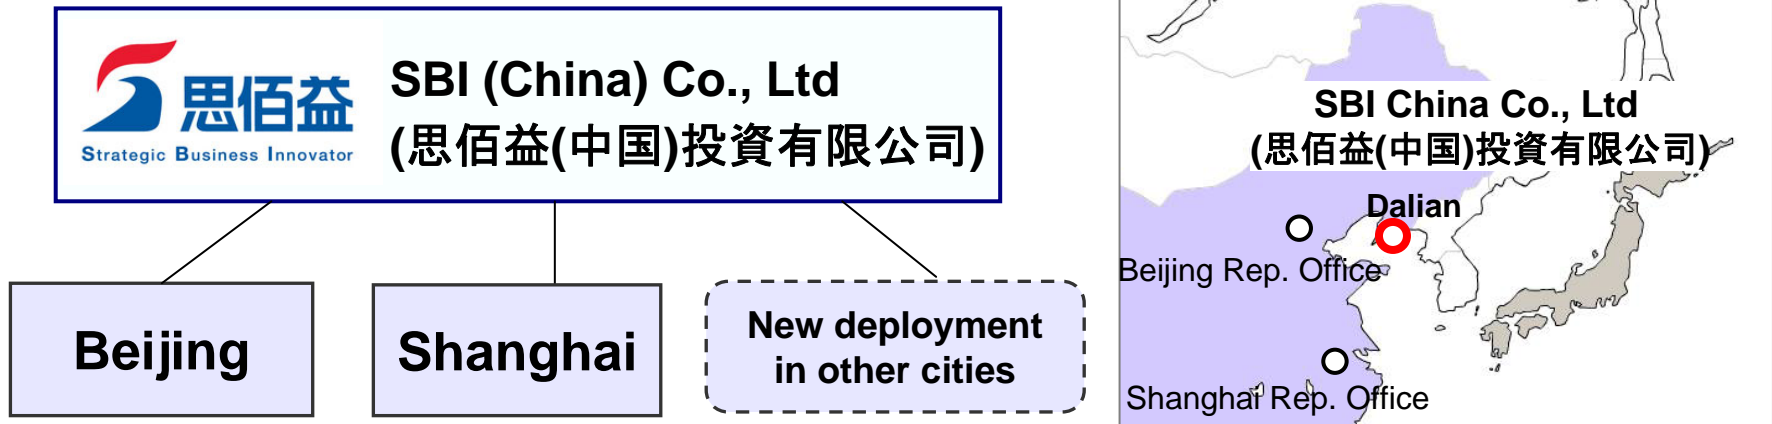 思佰益
Strategic Business Innovator
SBI (China) Co., Ltd
(思佰益(中国)投資有限公司)
Beijing
Shanghai
New deployment
in other cities
SBI China Co., Ltd
(思佰益(中国)投資有限公司)
Dalian
Beijing Rep. Office
Shanghai Rep. Office